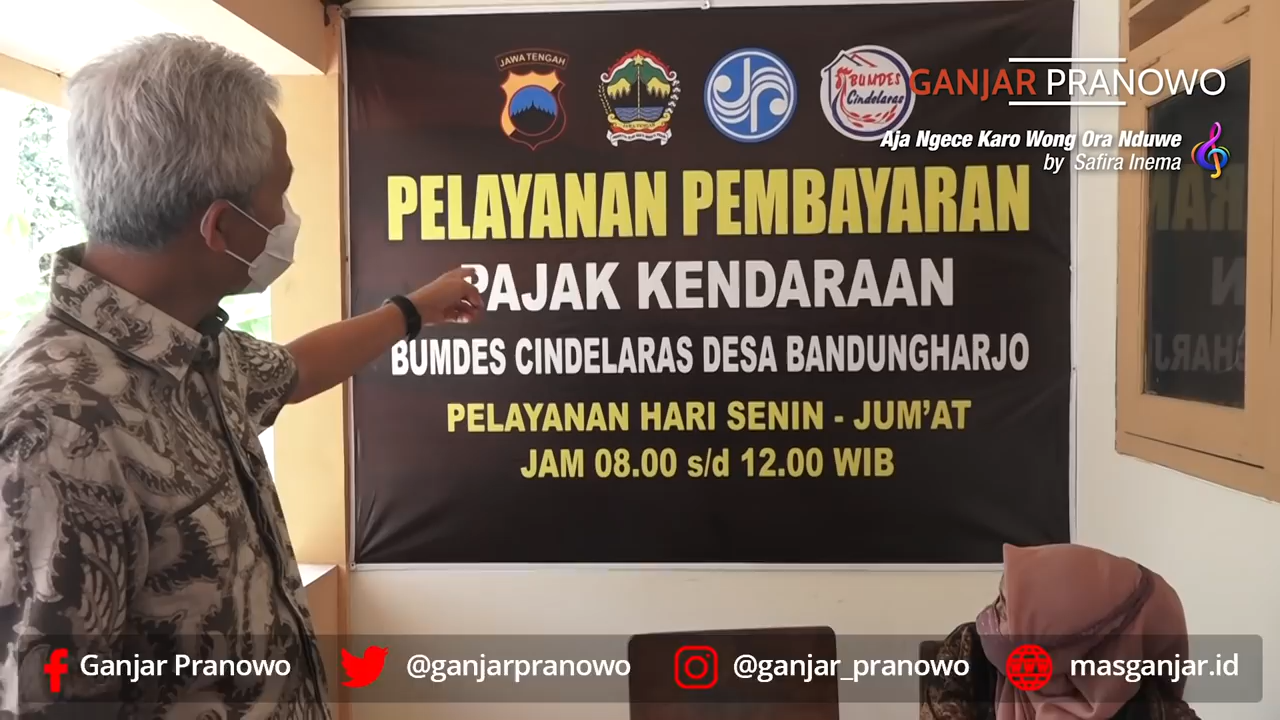 JAWA TENGAH
BUMDES
Cindelaras
GANJAR PRANOWO
Aja Ngece Karo Wong Ora Nduwe
by Safira Inema
PELAYANAN PEMBAYARAN
PAJAK KENDARAAN
BUMDES CINDELARAS DESA BANDUNGHARJO
PELAYANAN HARI SENIN - JUM'AT
JAM 08.00 s/d 12.00 WIB
Ganjar Pranowo
@ganjarpranowo
@ganjar_pranowo
masganjar.id